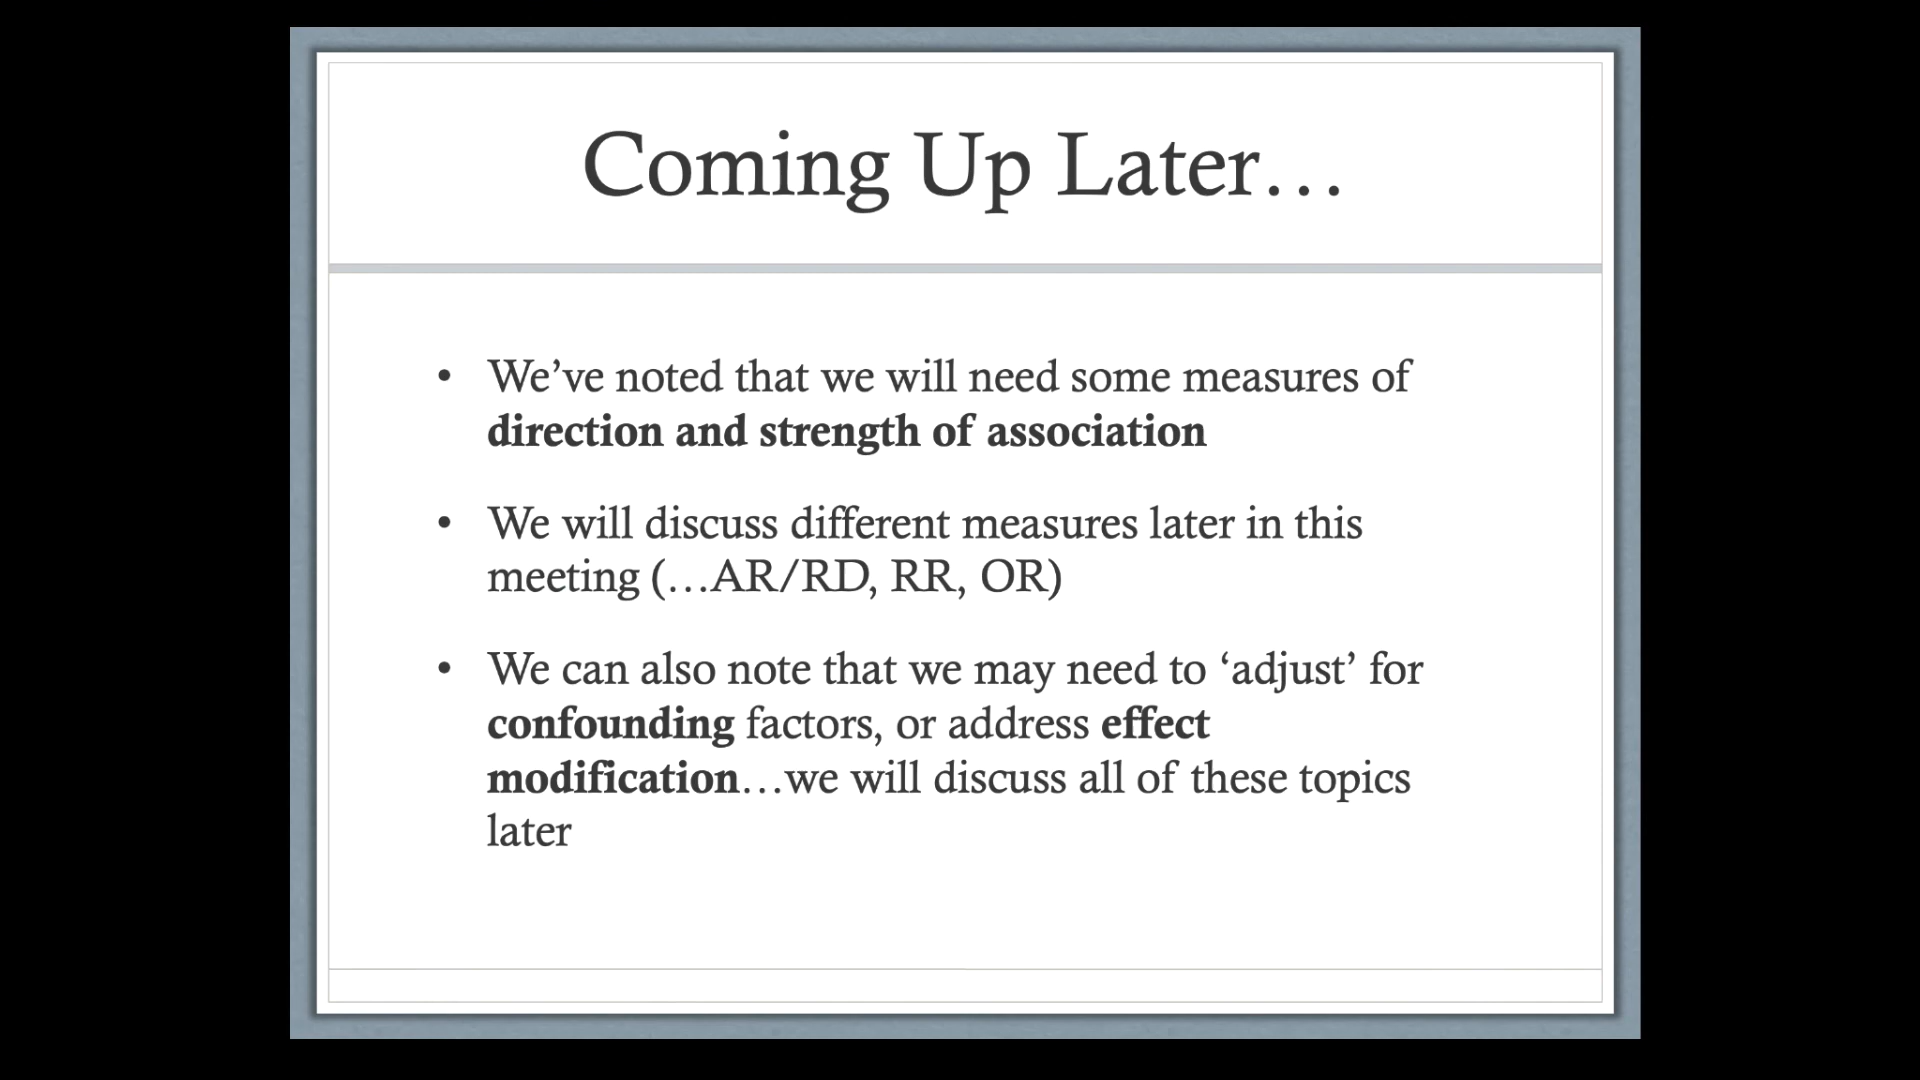 Coming Up Later…
• We’ve noted that we will need some measures of
direction and strength of association
• We will discuss different measures later in this
meeting (…AR/RD, RR, OR)
• We can also note that we may need to ‘adjust’ for
confounding factors, or address effect
modification…we will discuss all of these topics
later